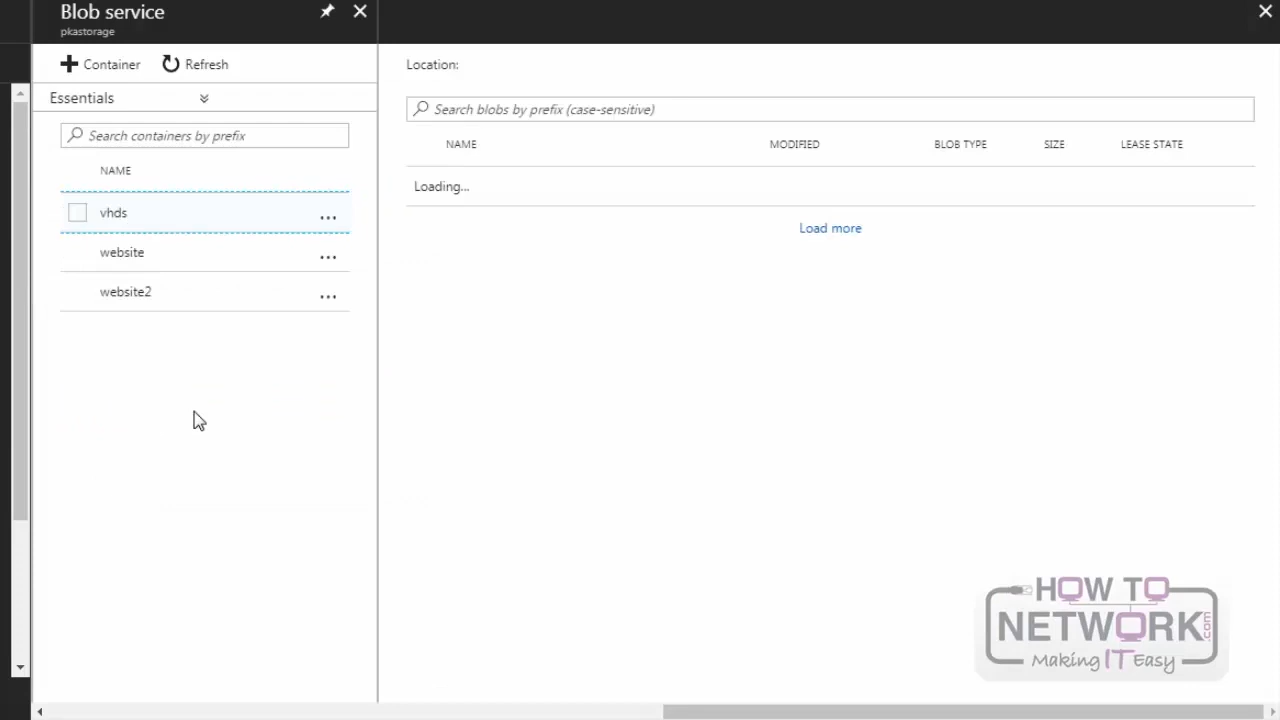 Blob service
pkastorage
Container
Refresh
Essentials
Search containers by prefix
NAME
vhds
...
website
...
website2
...
Location:
Search blobs by prefix (case-sensitive)
NAME MODIFIED BLOB TYPE SIZE LEASE STATE
Loading...
Load more
HOW TO
NETWORK.com
Making IT Easy